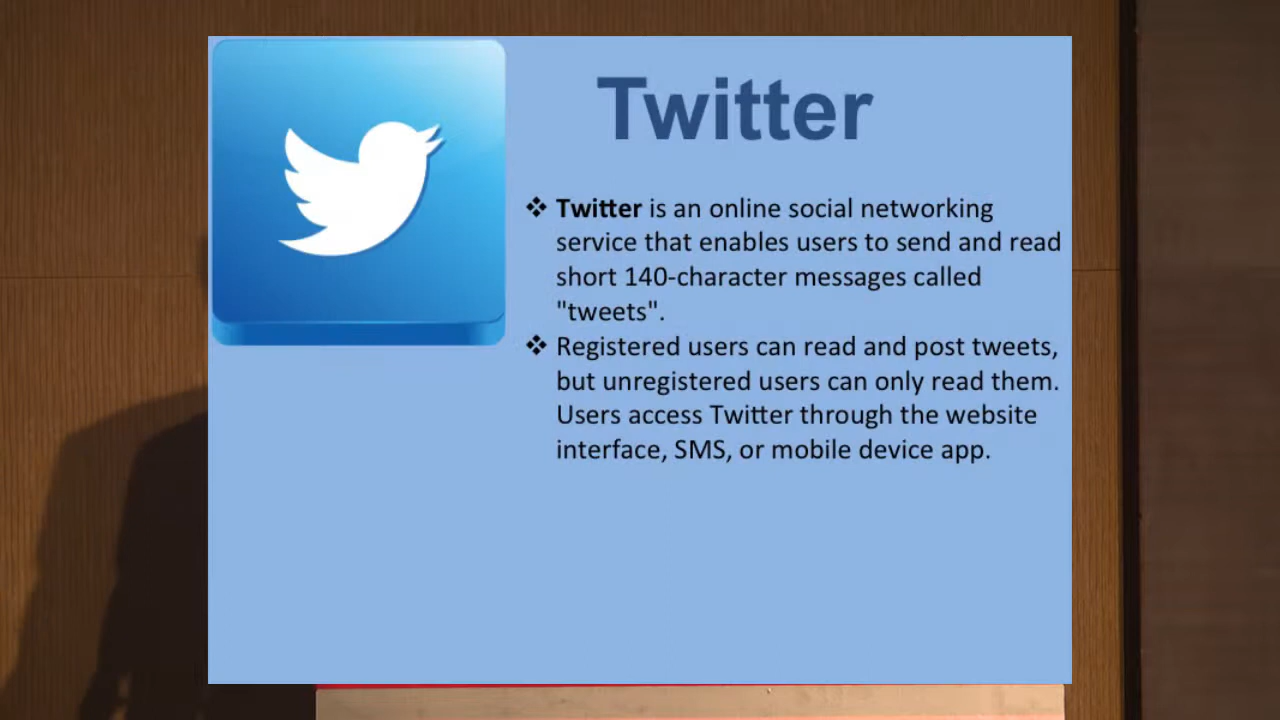 Twitter
❖ Twitter is an online social networking
service that enables users to send and read
short 140-character messages called
"tweets".
❖ Registered users can read and post tweets,
but unregistered users can only read them.
Users access Twitter through the website
interface, SMS, or mobile device app.